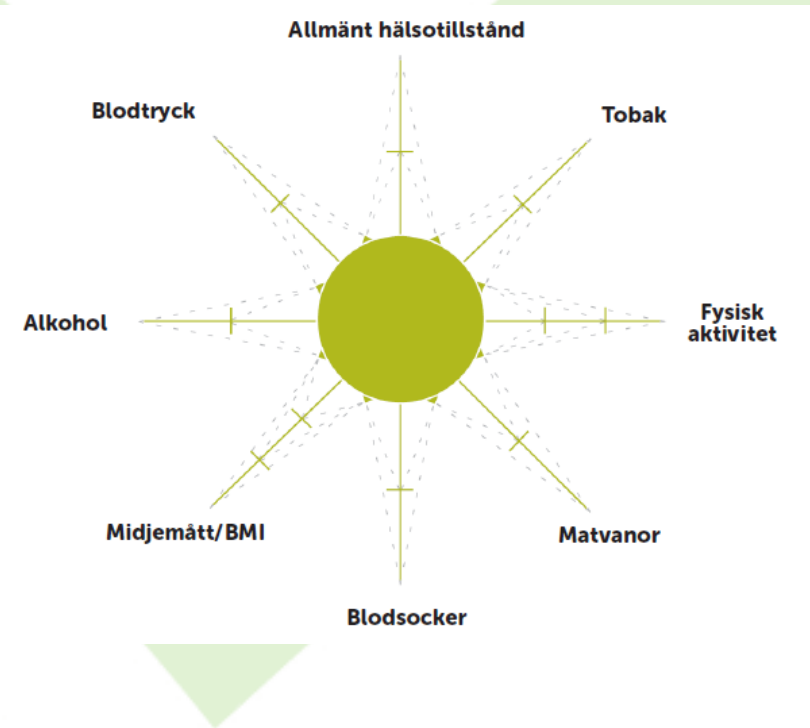 Allmänt hälsotillstånd
Blodtryck
Tobak
Alkohol
Fysisk
aktivitet
Midjemått/BMI
Matvanor
Blodsocker